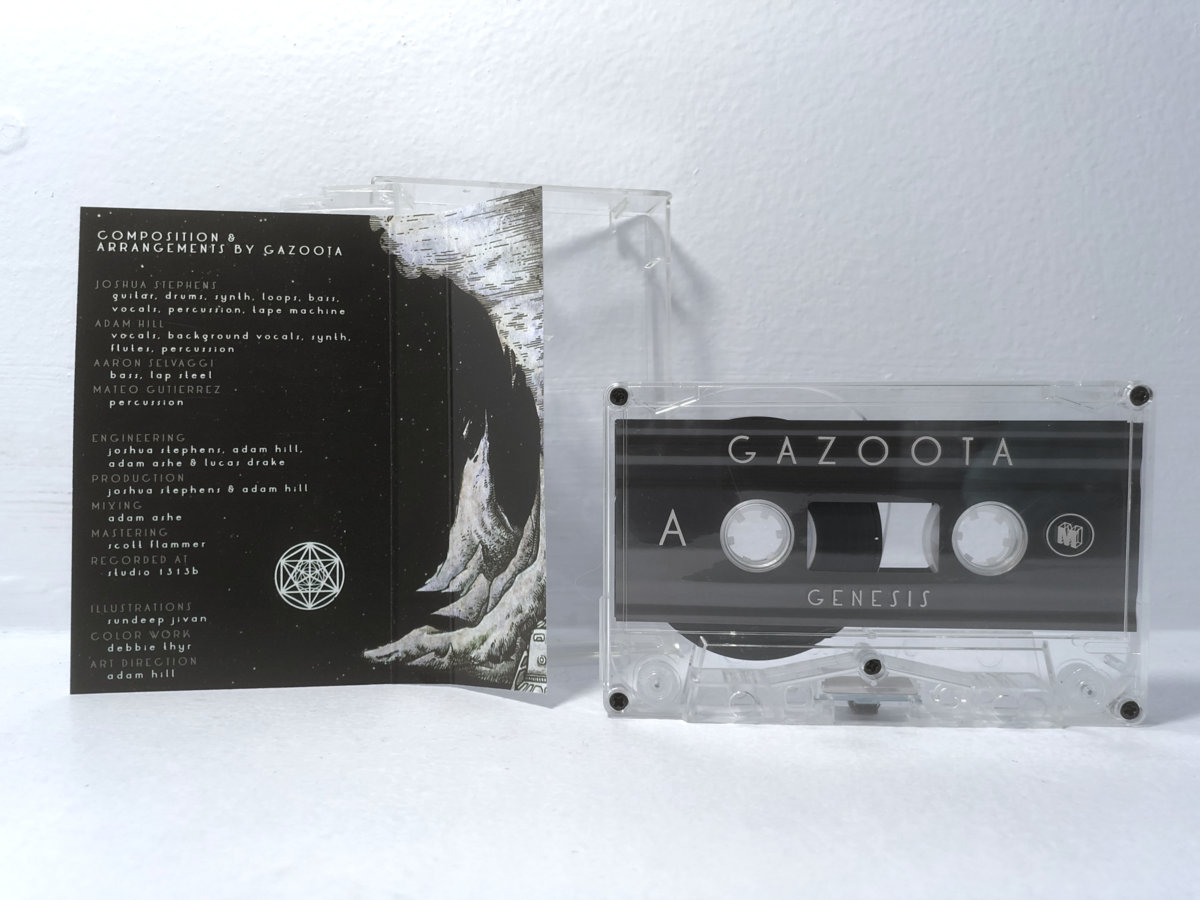 COMPOSITION &
ARRANGEMENTS BY GAZOOTA
JOSHUA STEPHENS
guitar, drums, synth, loops, bass,
vocals, percussion, tape machine
ADAM HILL
vocals, background vocals, synth,
flutes, percussion
AARON SELVAGGI
bass, lap steel
MATEO GUTIERREZ
percussion
ENGINEERING
joshua stephens, adam hill,
adam ashe & lucas drake
PRODUCTION
joshua stephens & adam hill
MIXING
adam ashe
MASTERING
scott flammer
RECORDED AT
studio 1313b
ILLUSTRATIONS
sundeep jivan
COLOR WORK
debbie thyr
ART DIRECTION
adam hill
GAZOOTA
A
GENESIS